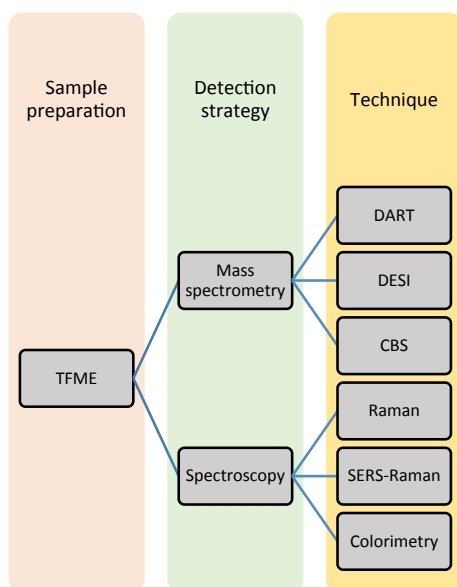 Sample
preparation
Detection
strategy
Technique
DART
Mass
spectrometry
DESI
CBS
TFME
Raman
Spectroscopy
SERS-Raman
Colorimetry